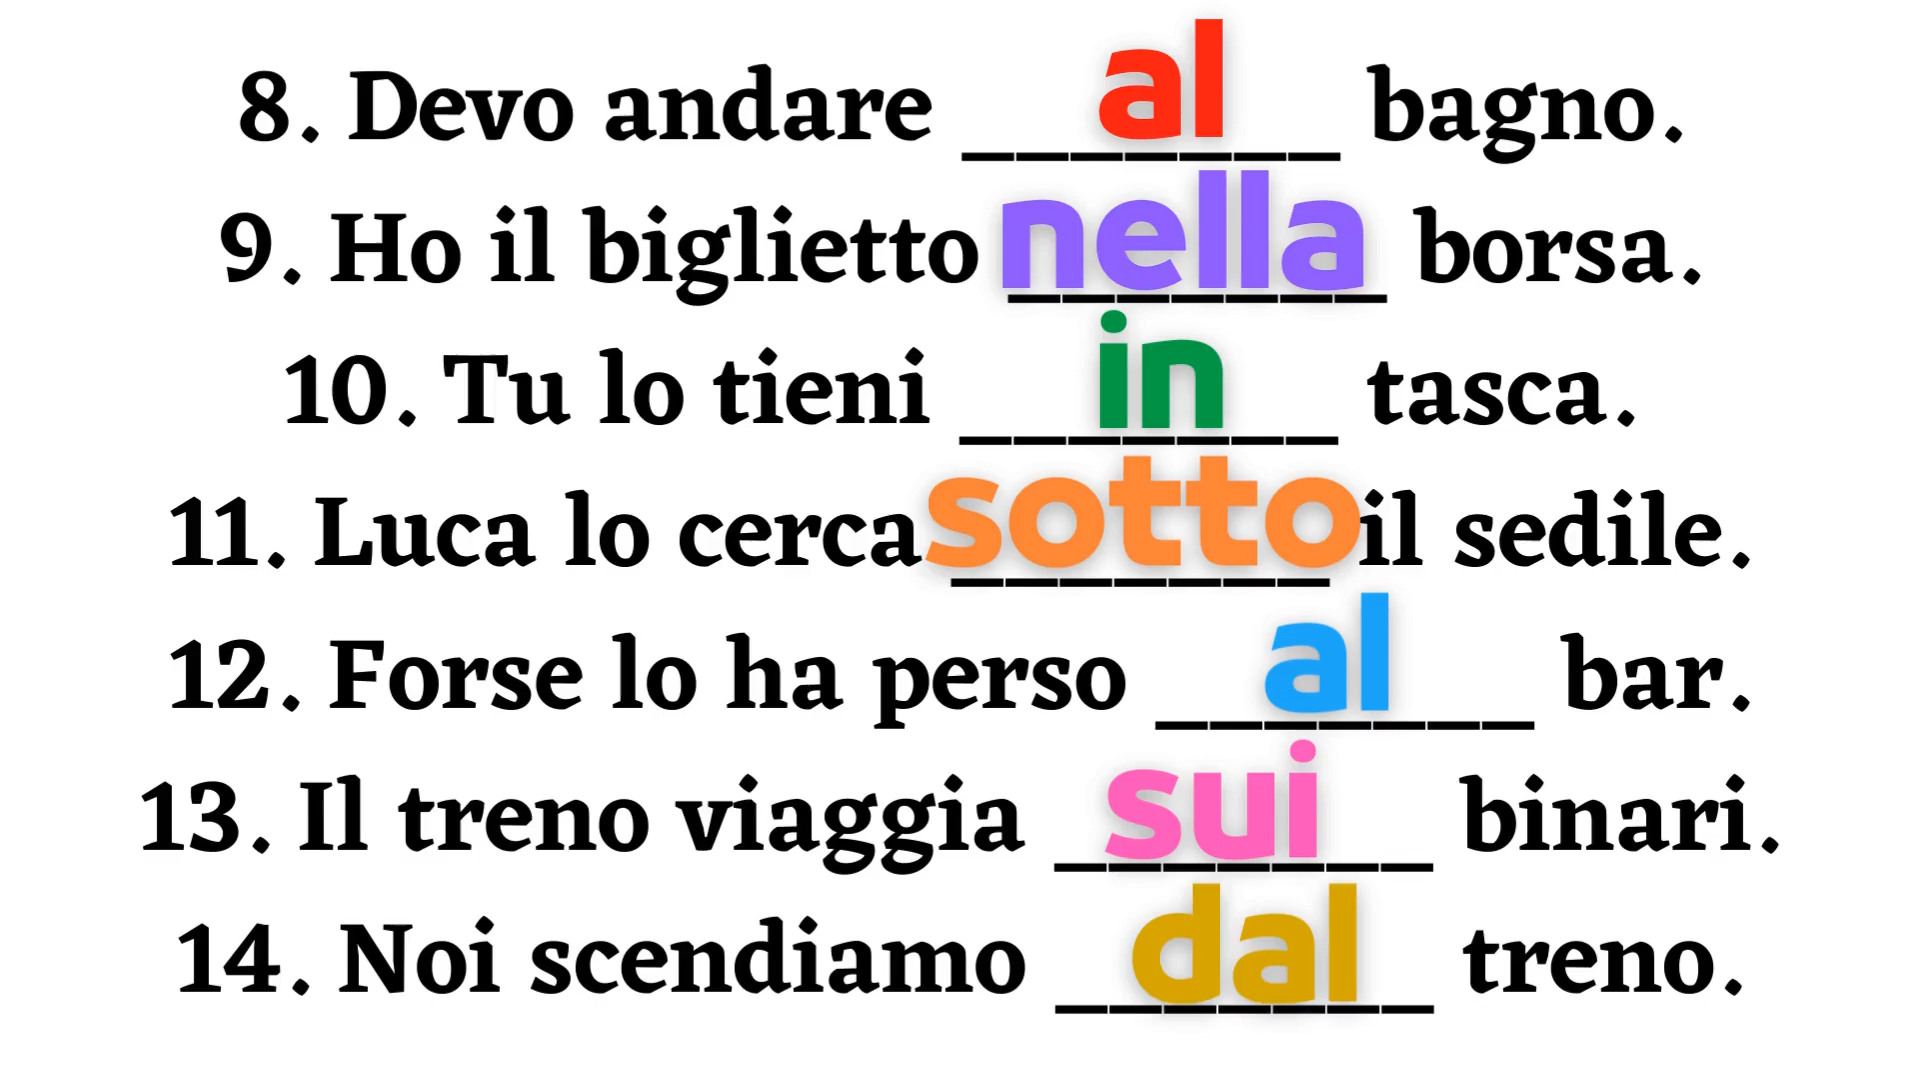 8. Devo andare al bagno.
9. Ho il biglietto nella borsa.
10. Tu lo tieni in tasca.
11. Luca lo cerca sotto il sedile.
12. Forse lo ha perso al bar.
13. Il treno viaggia sui binari.
14. Noi scendiamo dal treno.